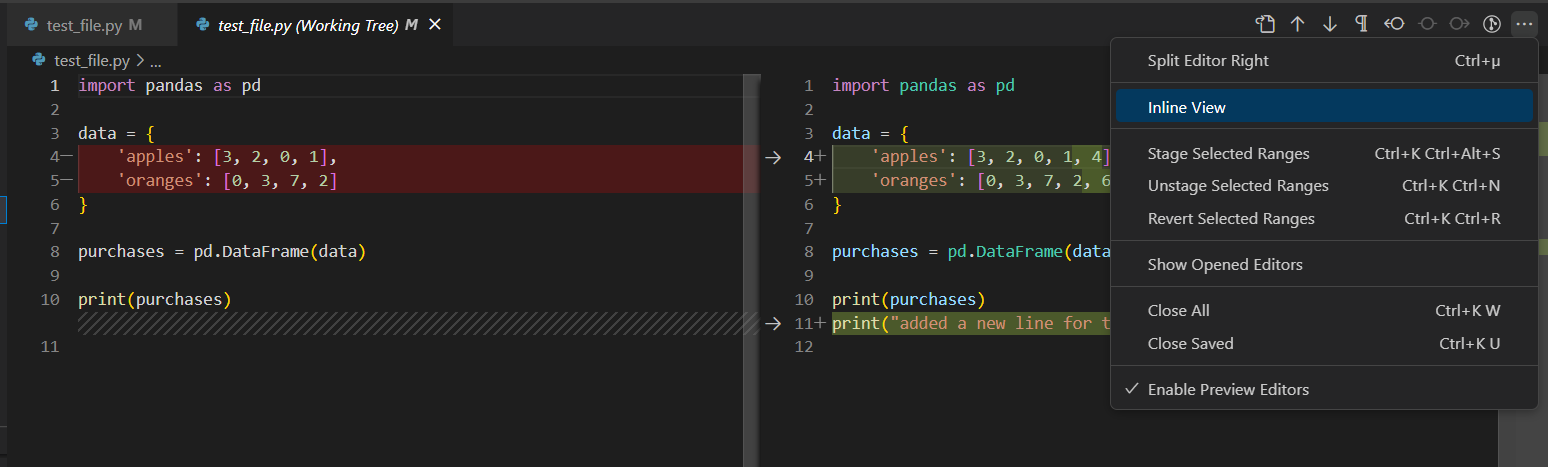 test_file.py M
test_file.py (Working Tree) M
test_file.py > ...
1 import pandas as pd
2
3 data = {
4− 'apples': [3, 2, 0, 1],
5− 'oranges': [0, 3, 7, 2]
6 }
7
8 purchases = pd.DataFrame(data)
9
10 print(purchases)
11
1 import pandas as pd
2
3 data = {
4+ 'apples': [3, 2, 0, 1, 4]
5+ 'oranges': [0, 3, 7, 2, 6
6 }
7
8 purchases = pd.DataFrame(data
9
10 print(purchases)
11+ print("added a new line for t
12
Split Editor Right Ctrl+µ
Inline View
Stage Selected Ranges Ctrl+K Ctrl+Alt+S
Unstage Selected Ranges Ctrl+K Ctrl+N
Revert Selected Ranges Ctrl+K Ctrl+R
Show Opened Editors
Close All Ctrl+K W
Close Saved Ctrl+K U
Enable Preview Editors